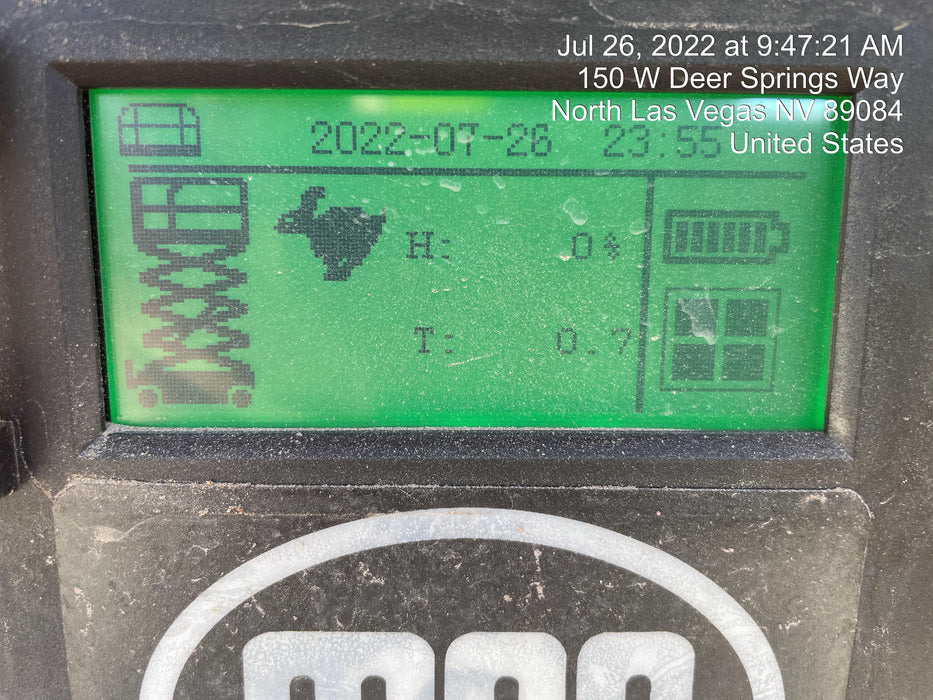 Jul 26, 2022 at 9:47:21 AM
150 W Deer Springs Way
North Las Vegas NV 89084
United States
2022-07-26 23:55
H: 0%
T: 0.7